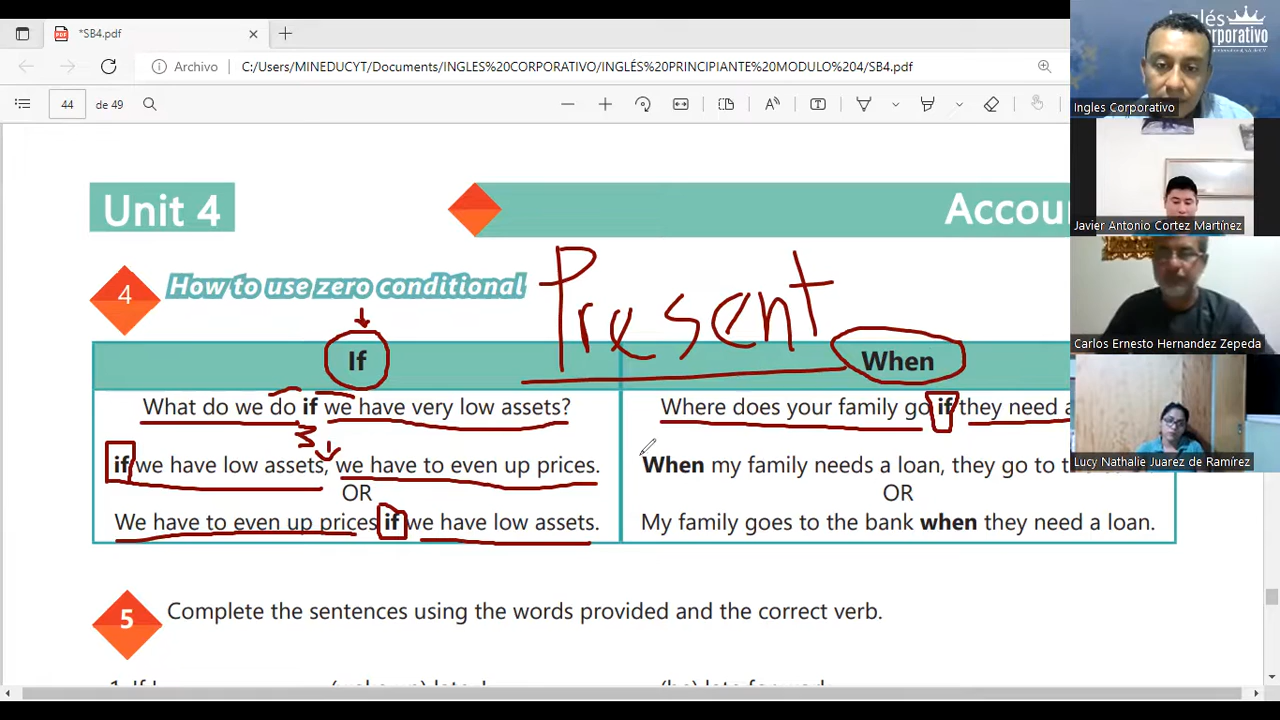 *SB4.pdf
Archivo
C:/Users/MINEDUCYT/Documents/INGLES%20CORPORATIVO/INGLÉS%20PRINCIPIANTE%20MODULO%204/SB4.pdf
44
de 49
Inglés
Corporativo
Ingles Corporativo
Javier Antonio Cortez Martínez
Carlos Ernesto Hernandez Zepeda
Lucy Nathalie Juarez de Ramírez
Unit 4
Accou
4
How to use zero conditional
Present
If
When
What do we do if we have very low assets?
Where does your family go if they need a
if we have low assets, we have to even up prices.
When my family needs a loan, they go to t
OR
OR
We have to even up prices if we have low assets.
My family goes to the bank when they need a loan.
5
Complete the sentences using the words provided and the correct verb.